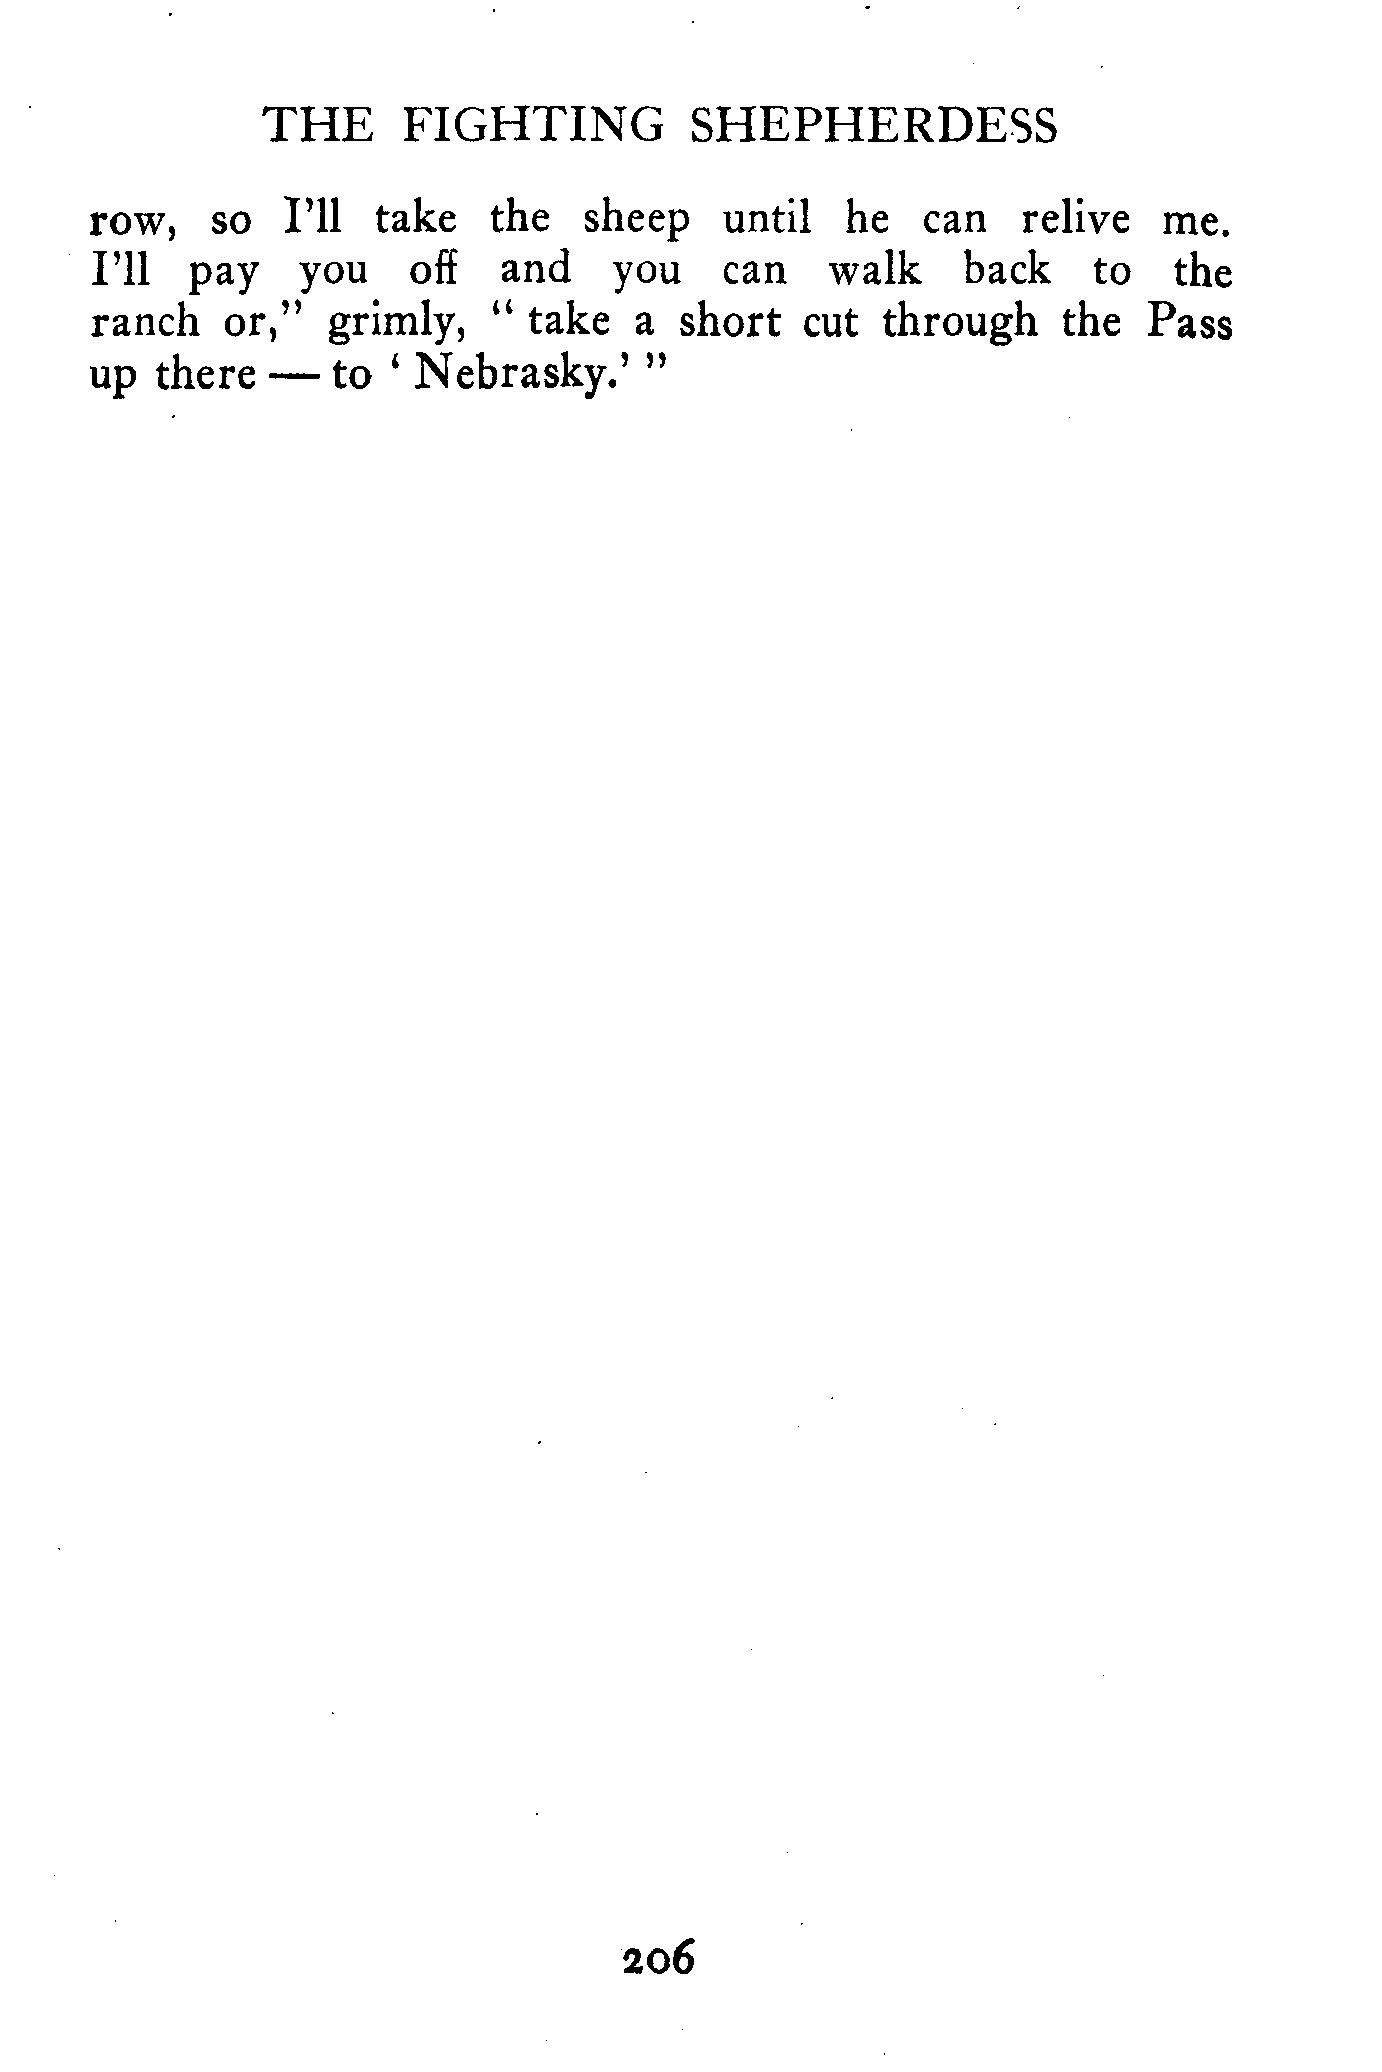 THE FIGHTING SHEPHERDESS
row, so I'll take the sheep until he can relive me.
I'll pay you off and you can walk back to the
ranch or," grimly, " take a short cut through the Pass
up there — to ' Nebrasky.' "
206